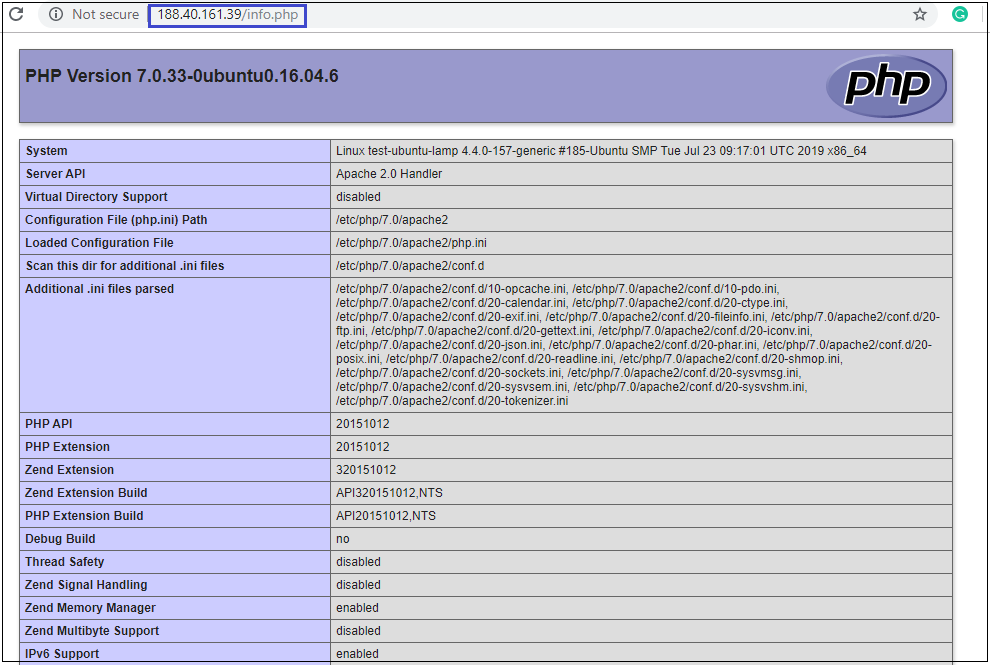 Not secure 188.40.161.39/info.php
PHP Version 7.0.33-0ubuntu0.16.04.6
php
System Linux test-ubuntu-lamp 4.4.0-157-generic #185-Ubuntu SMP Tue Jul 23 09:17:01 UTC 2019 x86_64
Server API Apache 2.0 Handler
Virtual Directory Support disabled
Configuration File (php.ini) Path /etc/php/7.0/apache2
Loaded Configuration File /etc/php/7.0/apache2/php.ini
Scan this dir for additional .ini files /etc/php/7.0/apache2/conf.d
Additional .ini files parsed /etc/php/7.0/apache2/conf.d/10-opcache.ini, /etc/php/7.0/apache2/conf.d/10-pdo.ini,
/etc/php/7.0/apache2/conf.d/20-calendar.ini, /etc/php/7.0/apache2/conf.d/20-ctype.ini,
/etc/php/7.0/apache2/conf.d/20-exif.ini, /etc/php/7.0/apache2/conf.d/20-fileinfo.ini, /etc/php/7.0/apache2/conf.d/20-
ftp.ini, /etc/php/7.0/apache2/conf.d/20-gettext.ini, /etc/php/7.0/apache2/conf.d/20-iconv.ini,
/etc/php/7.0/apache2/conf.d/20-json.ini, /etc/php/7.0/apache2/conf.d/20-phar.ini, /etc/php/7.0/apache2/conf.d/20-
posix.ini, /etc/php/7.0/apache2/conf.d/20-readline.ini, /etc/php/7.0/apache2/conf.d/20-shmop.ini,
/etc/php/7.0/apache2/conf.d/20-sockets.ini, /etc/php/7.0/apache2/conf.d/20-sysvmsg.ini,
/etc/php/7.0/apache2/conf.d/20-sysvsem.ini, /etc/php/7.0/apache2/conf.d/20-sysvshm.ini,
/etc/php/7.0/apache2/conf.d/20-tokenizer.ini
PHP API 20151012
PHP Extension 20151012
Zend Extension 320151012
Zend Extension Build API320151012,NTS
PHP Extension Build API20151012,NTS
Debug Build no
Thread Safety disabled
Zend Signal Handling disabled
Zend Memory Manager enabled
Zend Multibyte Support disabled
IPv6 Support enabled